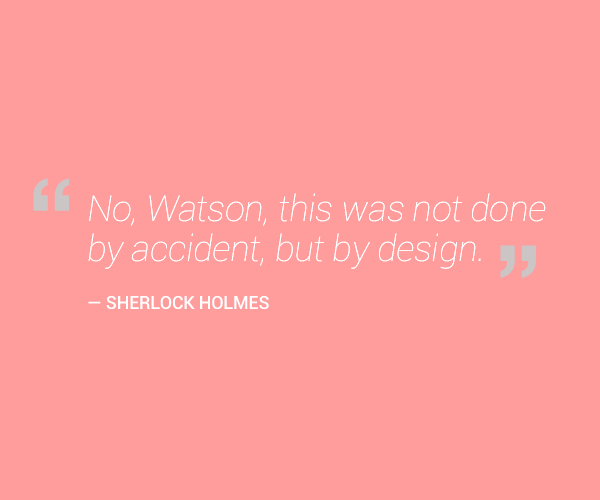 “ No, Watson, this was not done
by accident, but by design. ”
— SHERLOCK HOLMES